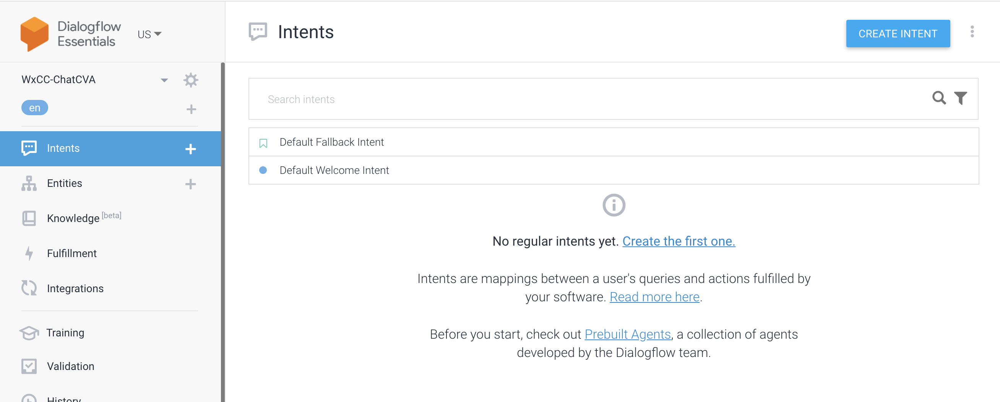 Dialogflow
Essentials
US
WxCC-ChatCVA
en
Intents
Entities
Knowledge [beta]
Fulfillment
Integrations
Training
Validation
History
Intents
CREATE INTENT
Search intents
Default Fallback Intent
Default Welcome Intent
No regular intents yet. Create the first one.
Intents are mappings between a user's queries and actions fulfilled by
your software. Read more here.
Before you start, check out Prebuilt Agents, a collection of agents
developed by the Dialogflow team.